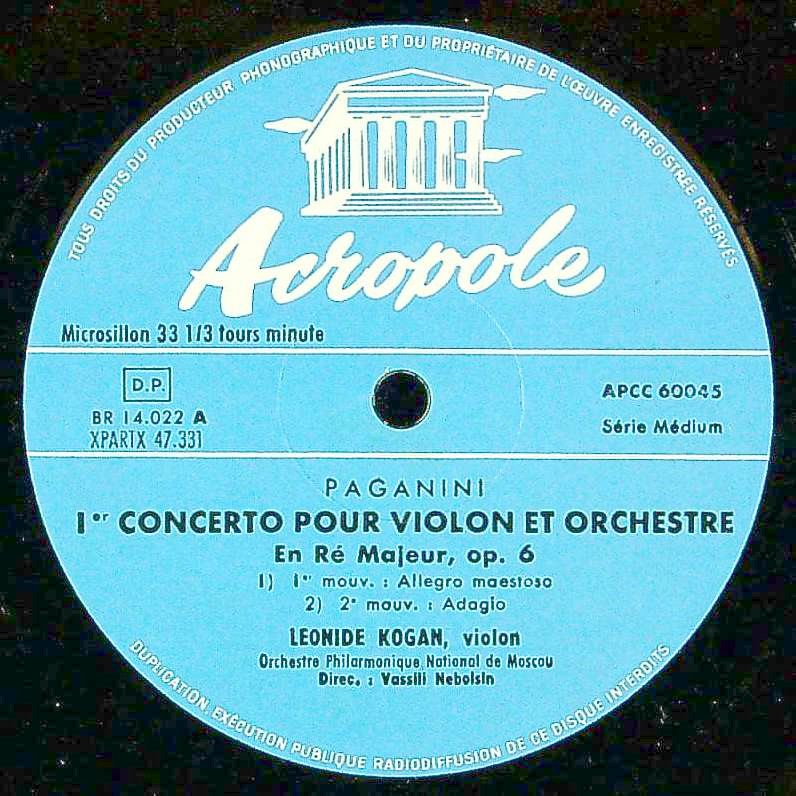 TOUS DROITS DU PRODUCTEUR PHONOGRAPHIQUE ET DU PROPRIÉTAIRE DE L'ŒUVRE ENREGISTRÉE RÉSERVÉS
Acropole
Microsillon 33 1/3 tours minute
D.P.
BR 14.022 A
XPARTX 47.331
APCC 60045
Série Médium
PAGANINI
1er CONCERTO POUR VIOLON ET ORCHESTRE
En Ré Majeur, op. 6
1) 1er mouv. : Allegro maestoso
2) 2e mouv. : Adagio
LEONIDE KOGAN, violon
Orchestre Philarmonique National de Moscou
Direc. : Vassili Nebolsin
DUPLICATION, EXÉCUTION PUBLIQUE RADIODIFFUSION DE CE DISQUE INTERDITS